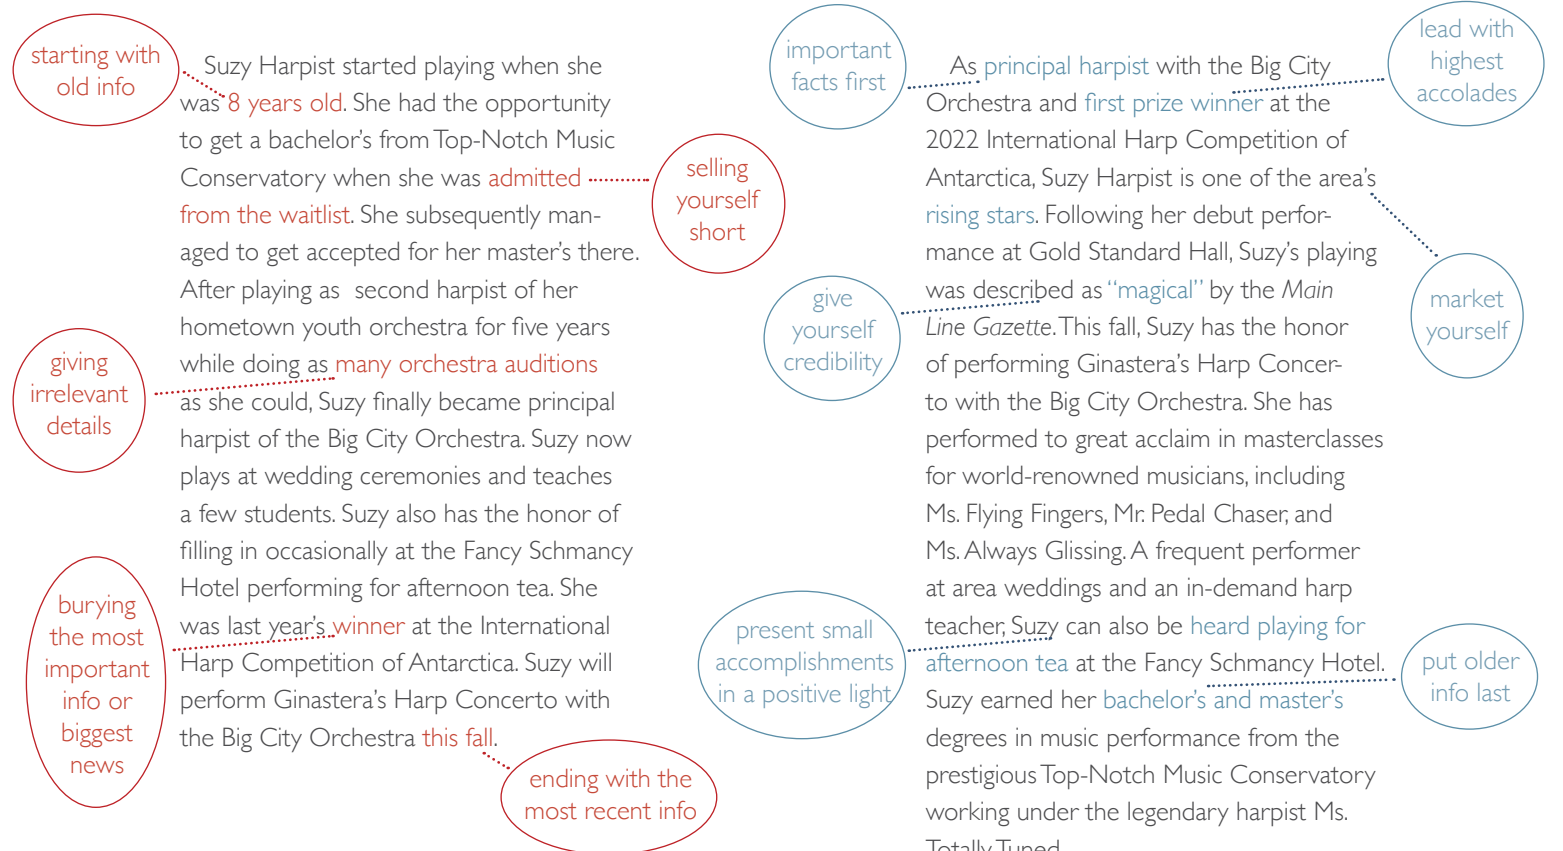 starting with
old info
Suzy Harpist started playing when she
was 8 years old. She had the opportunity
to get a bachelor's from Top-Notch Music
Conservatory when she was admitted
from the waitlist. She subsequently man-
aged to get accepted for her master's there.
After playing as second harpist of her
hometown youth orchestra for five years
while doing as many orchestra auditions
as she could, Suzy finally became principal
harpist of the Big City Orchestra. Suzy now
plays at wedding ceremonies and teaches
a few students. Suzy also has the honor of
filling in occasionally at the Fancy Schmancy
Hotel performing for afternoon tea. She
was last year's winner at the International
Harp Competition of Antarctica. Suzy will
perform Ginastera's Harp Concerto with
the Big City Orchestra this fall.
selling
yourself
short
giving
irrelevant
details
burying
the most
important
info or
biggest
news
ending with the
most recent info
important
facts first
lead with
highest
accolades
As principal harpist with the Big City
Orchestra and first prize winner at the
2022 International Harp Competition of
Antarctica, Suzy Harpist is one of the area's
rising stars. Following her debut perfor-
mance at Gold Standard Hall, Suzy's playing
was described as "magical" by the Main
Line Gazette. This fall, Suzy has the honor
of performing Ginastera's Harp Concer-
to with the Big City Orchestra. She has
performed to great acclaim in masterclasses
for world-renowned musicians, including
Ms. Flying Fingers, Mr. Pedal Chaser, and
Ms. Always Glissing. A frequent performer
at area weddings and an in-demand harp
teacher, Suzy can also be heard playing for
afternoon tea at the Fancy Schmancy Hotel.
Suzy earned her bachelor's and master's
degrees in music performance from the
prestigious Top-Notch Music Conservatory
working under the legendary harpist Ms.
Totally Tuned
give
yourself
credibility
market
yourself
present small
accomplishments
in a positive light
put older
info last